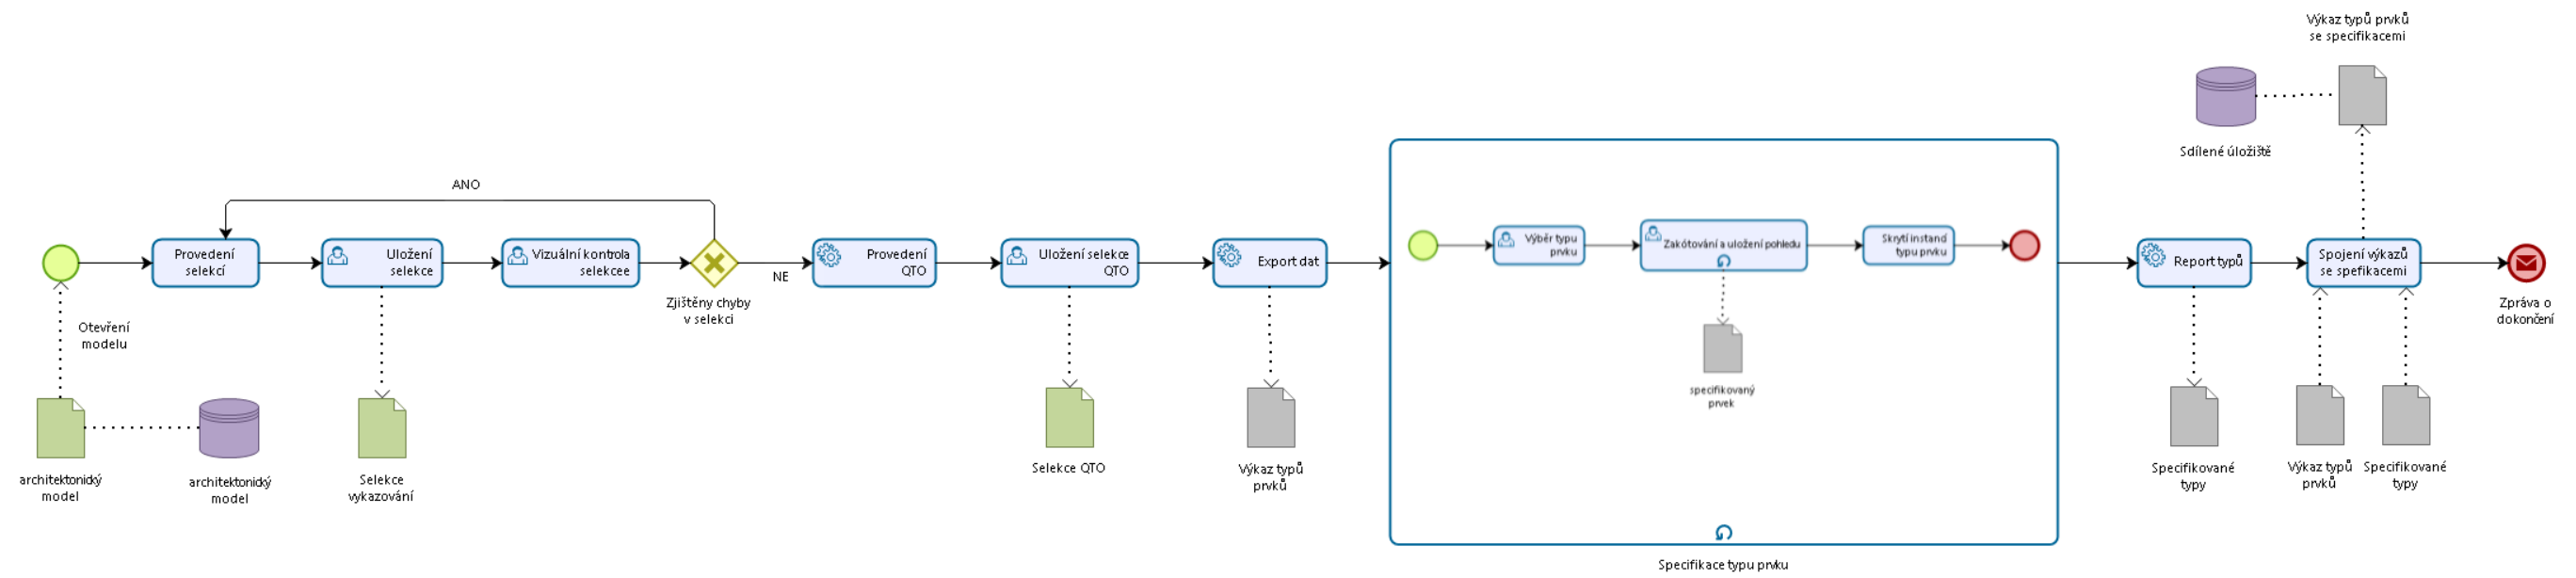 Výkaz typů prvků
se specifikacemi
Sdílené úložiště
ANO
Provedení
selekcí
Uložení
selekce
Vizuální kontrola
selekcee
NE
Zjištěny chyby
v selekci
Provedení
QTO
Uložení selekce
QTO
Export dat
Výběr typu
prvku
Zakótování a uložení pohledu
Skrytí instancí
typu prvku
specifikovaný
prvek
Specifikace typu prvku
Report typů
Spojení výkazů
se spefikacemi
Zpráva o
dokončení
Otevření
modelu
architektonický
model
architektonický
model
Selekce
vykazování
Selekce QTO
Výkaz typů
prvků
Specifikované
typy
Výkaz typů
prvků
Specifikované
typy